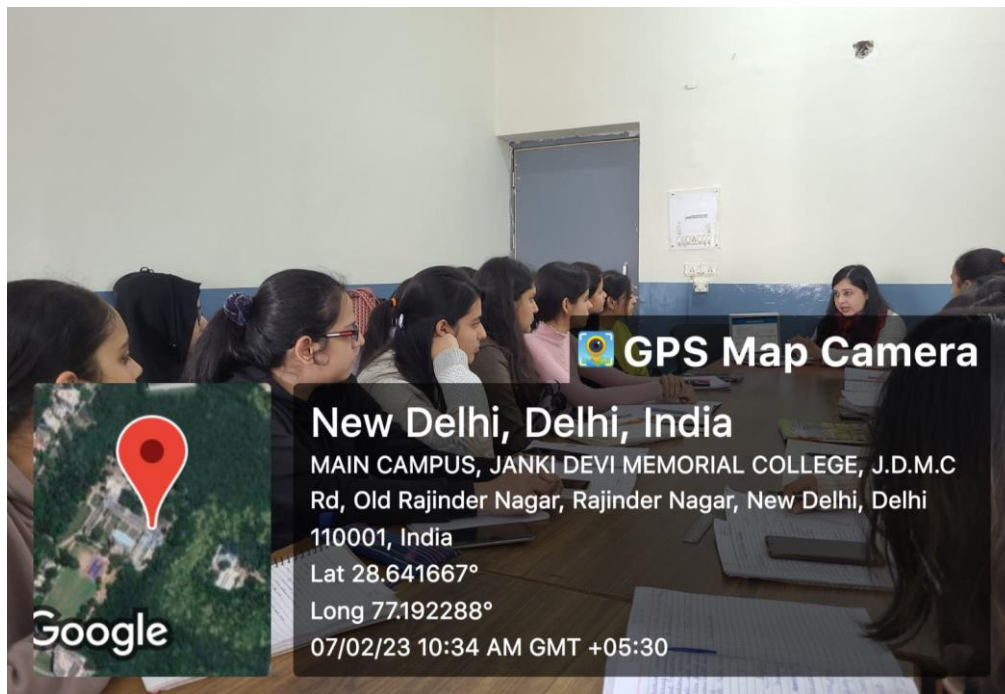 GPS Map Camera
New Delhi, Delhi, India
MAIN CAMPUS, JANKI DEVI MEMORIAL COLLEGE, J.D.M.C
Rd, Old Rajinder Nagar, Rajinder Nagar, New Delhi, Delhi
110001, India
Lat 28.641667°
Long 77.192288°
07/02/23 10:34 AM GMT +05:30
Google